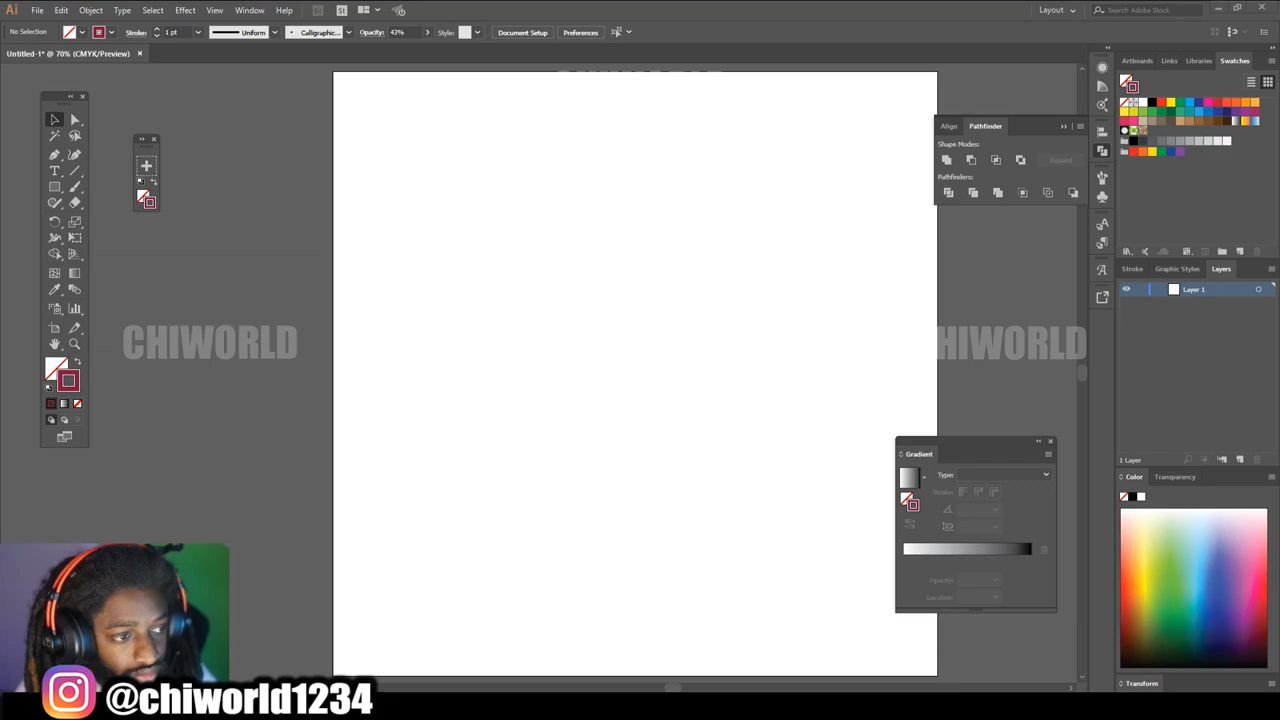 Ai File Edit Object Type Select Effect View Window Help Br St Layout Search Adobe Stock
No Selection Stroke: 1 pt Uniform Calligraphic... Opacity: 43% Style: Document Setup Preferences
Untitled-1* @ 70% (CMYK/Preview)
Artboards Links Libraries Swatches
CHIWORLD
Align Pathfinder
Shape Modes:
Expand
Pathfinders:
Stroke Graphic Styles Layers
Layer 1
CHIWORLD
HIWORLD
Gradient
Type:
Stroke:
Opacity:
Location:
1 Layer
Color Transparency
Transform
@chiworld1234